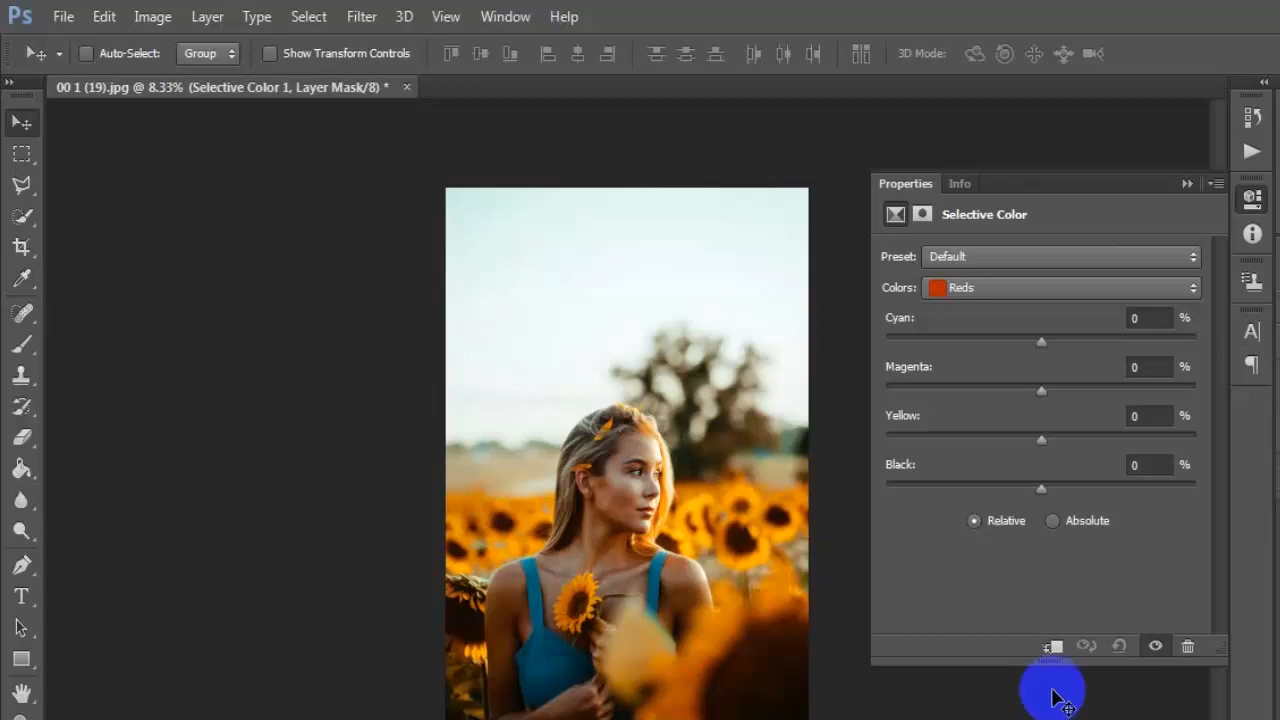 Ps File Edit Image Layer Type Select Filter 3D View Window Help
Auto-Select: Group Show Transform Controls 3D Mode:
00 1 (19).jpg @ 8.33% (Selective Color 1, Layer Mask/8) * ×
Properties Info
Selective Color
Preset: Default
Colors: Reds
Cyan: 0 %
Magenta: 0 %
Yellow: 0 %
Black: 0 %
Relative Absolute